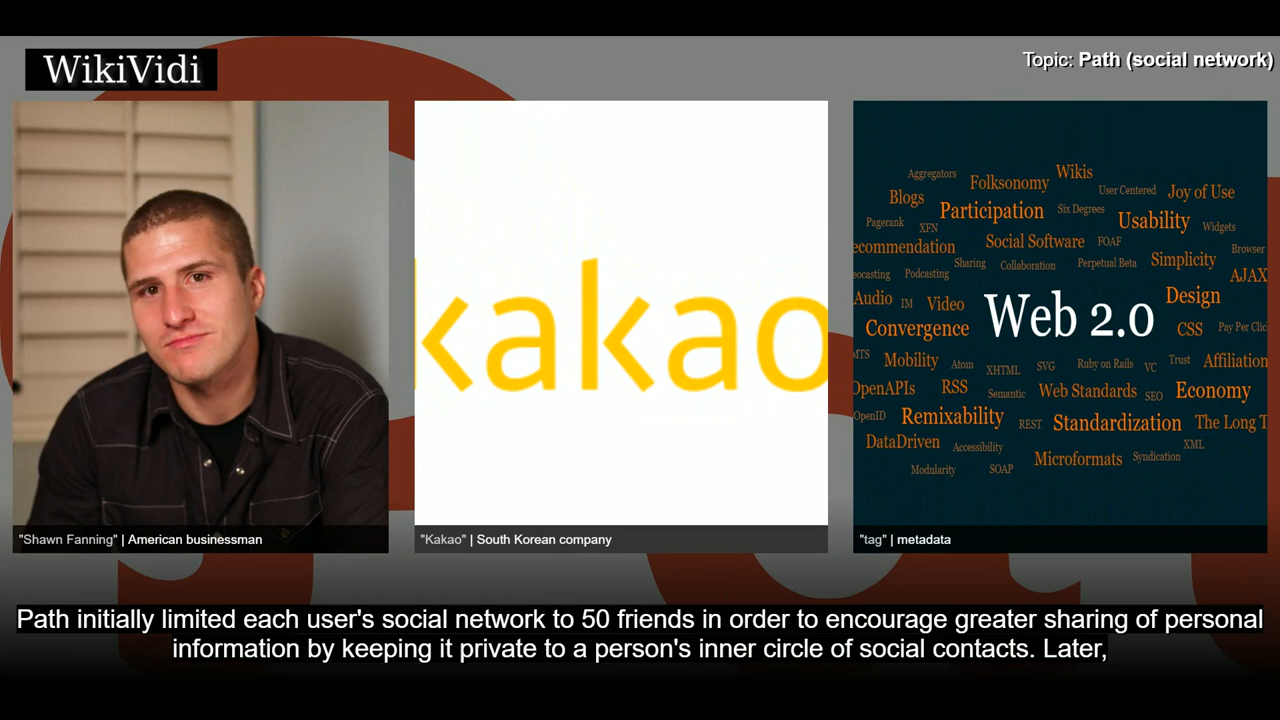 WikiVidi
Topic: Path (social network)
kakao
Aggregators
Folksonomy
Wikis
Blogs
User Centered
Joy of Use
Participation
Six Degrees
Usability
Pagerank
XFN
Widgets
ecommendation
Social Software
FOAF
Browser
Sharing
Collaboration
Perpetual Beta
Simplicity
eocasting
Podcasting
AJAX
Audio
IM
Video
Web 2.0
Design
Convergence
CSS
Pay Per Clic
MTS
Mobility
Atom
XHTML
SVG
Ruby on Rails
VC
Trust
Affiliation
OpenAPIs
RSS
Semantic
Web Standards
SEO
Economy
OpenID
Remixability
REST
Standardization
The Long T
DataDriven
Accessibility
XML
Microformats
Syndication
Modularity
SOAP
"Shawn Fanning" | American businessman
"Kakao" | South Korean company
"tag" | metadata
Path initially limited each user's social network to 50 friends in order to encourage greater sharing of personal
information by keeping it private to a person's inner circle of social contacts. Later,